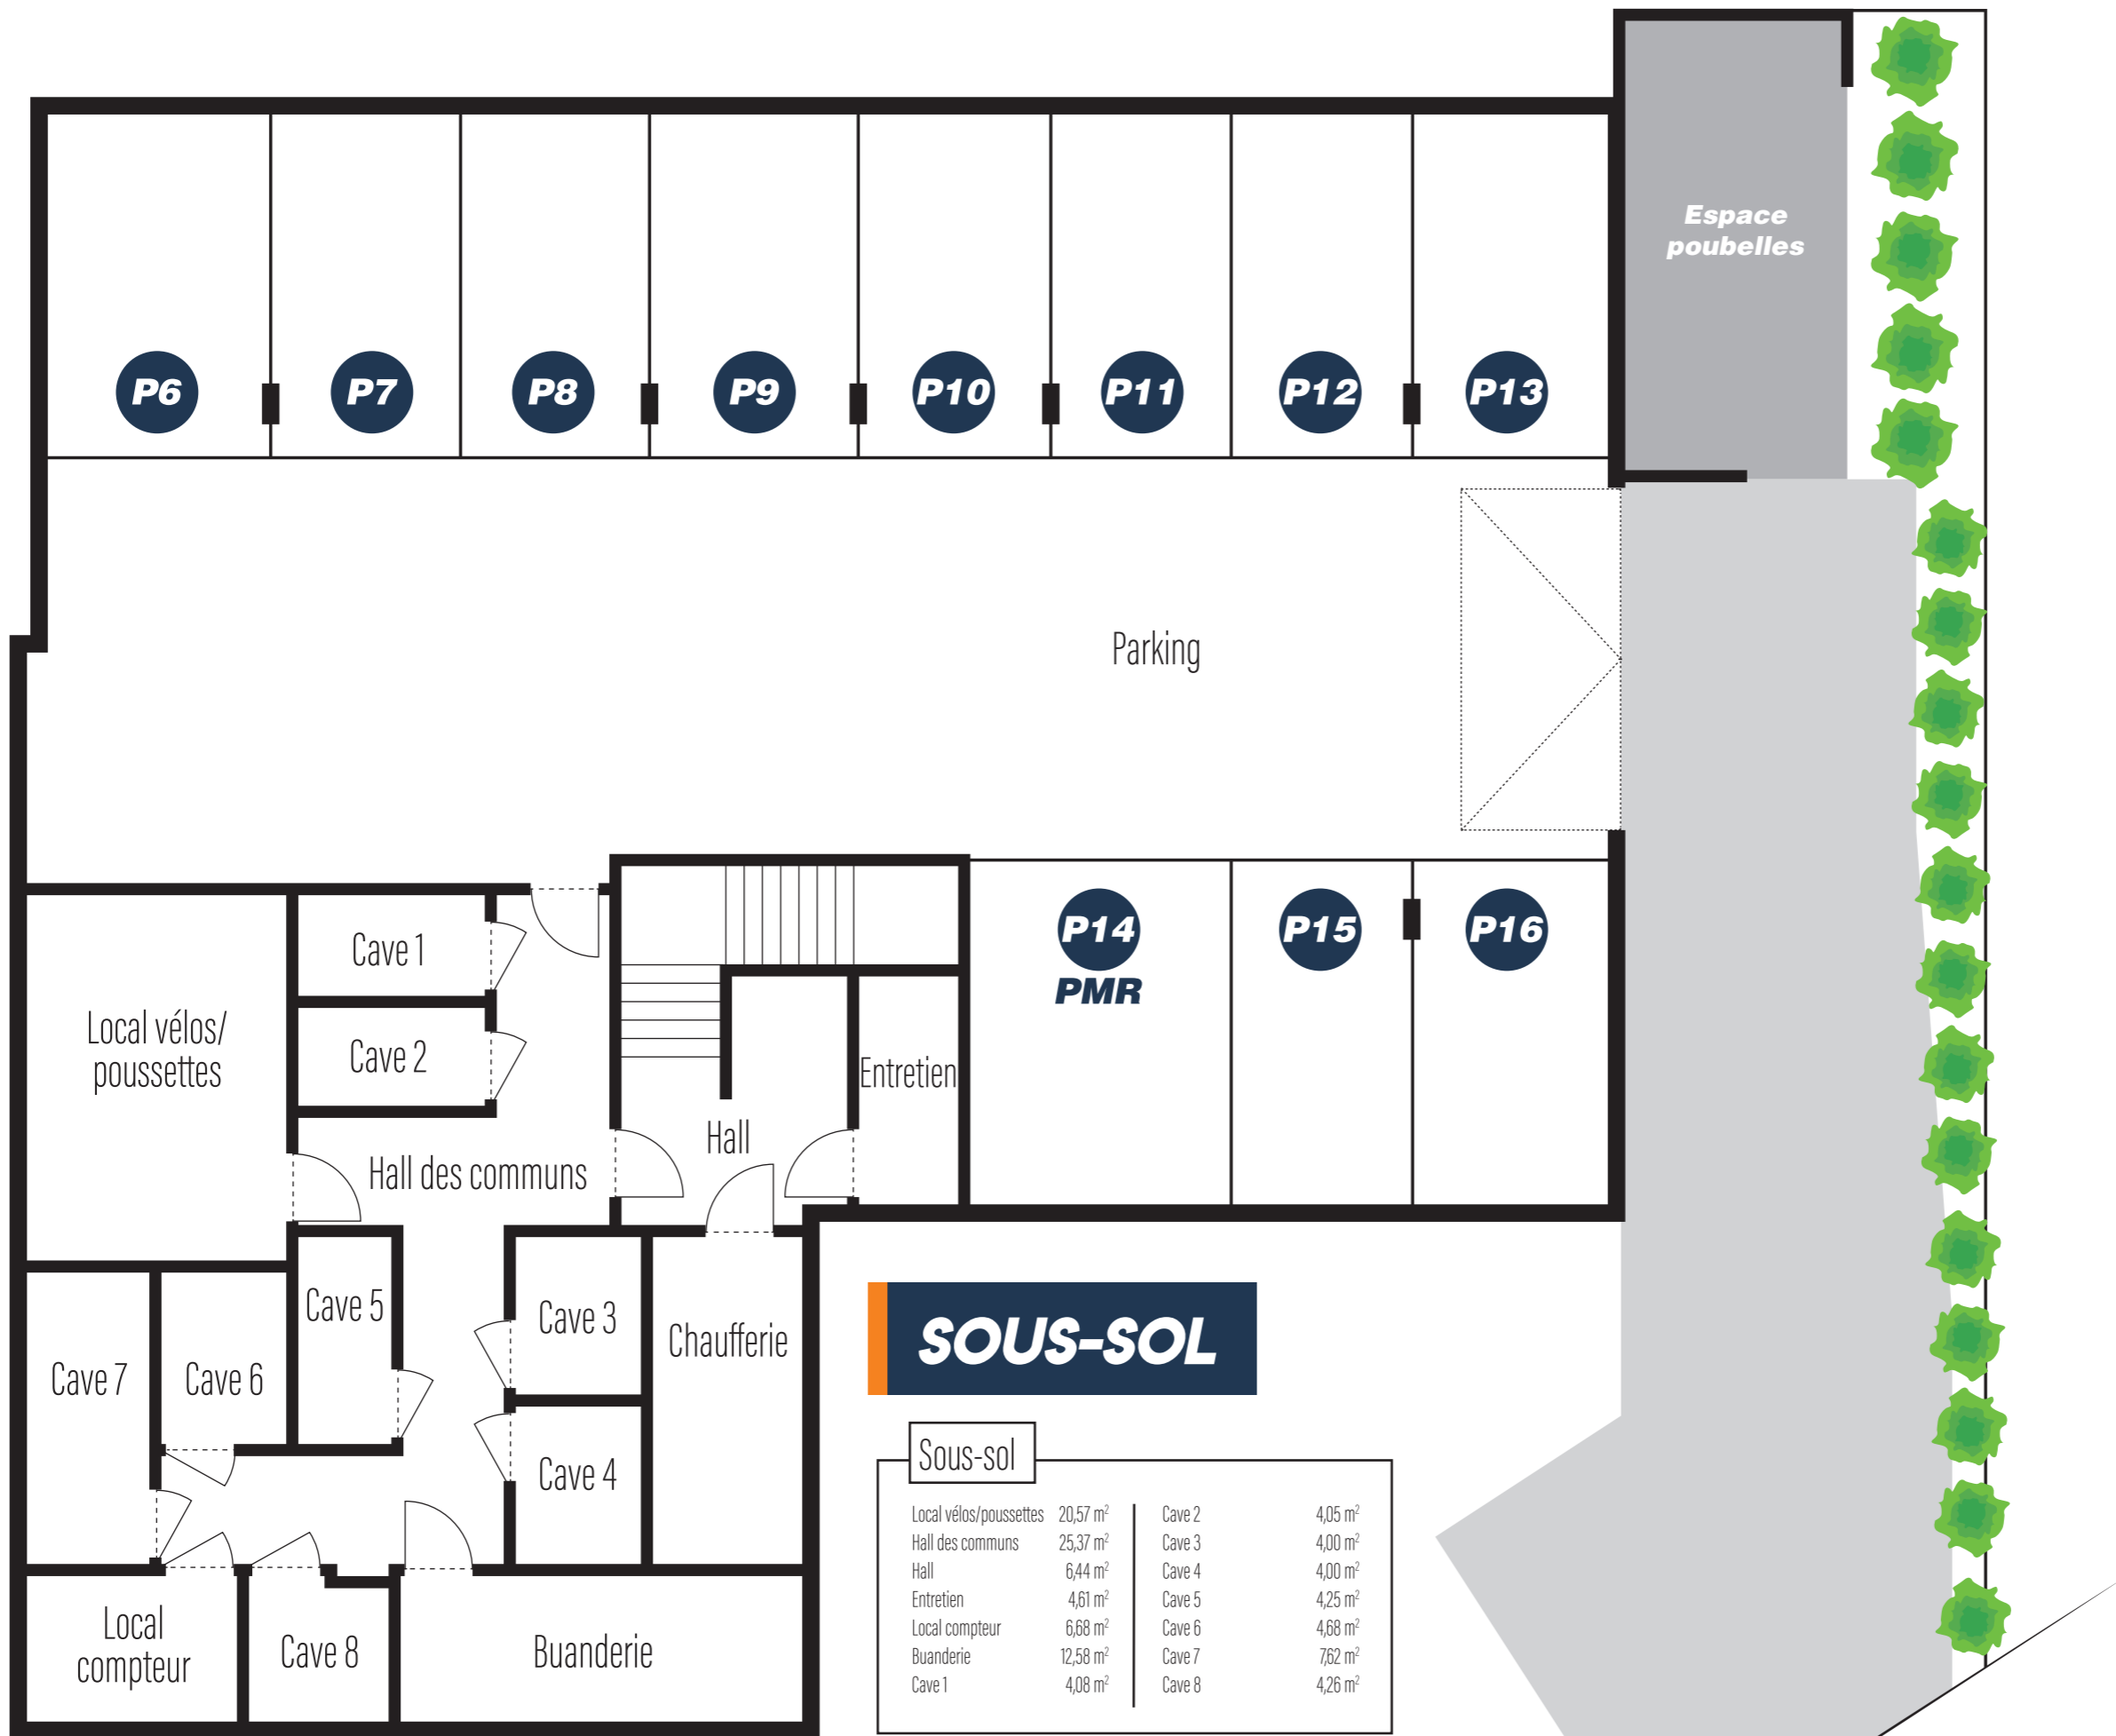 Espace
poubelles
P6
P7
P8
P9
P10
P11
P12
P13
Parking
P14
PMR
P15
P16
Cave 1
Local vélos/
poussettes
Cave 2
Entretien
Hall
Hall des communs
Cave 5
Cave 3
Chaufferie
Cave 7
Cave 6
Cave 4
Local
compteur
Cave 8
Buanderie
SOUS-SOL
Sous-sol
Local vélos/poussettes 20,57 m²
Hall des communs 25,37 m²
Hall 6,44 m²
Entretien 4,61 m²
Local compteur 6,68 m²
Buanderie 12,58 m²
Cave 1 4,08 m²
Cave 2 4,05 m²
Cave 3 4,00 m²
Cave 4 4,00 m²
Cave 5 4,25 m²
Cave 6 4,68 m²
Cave 7 7,62 m²
Cave 8 4,26 m²